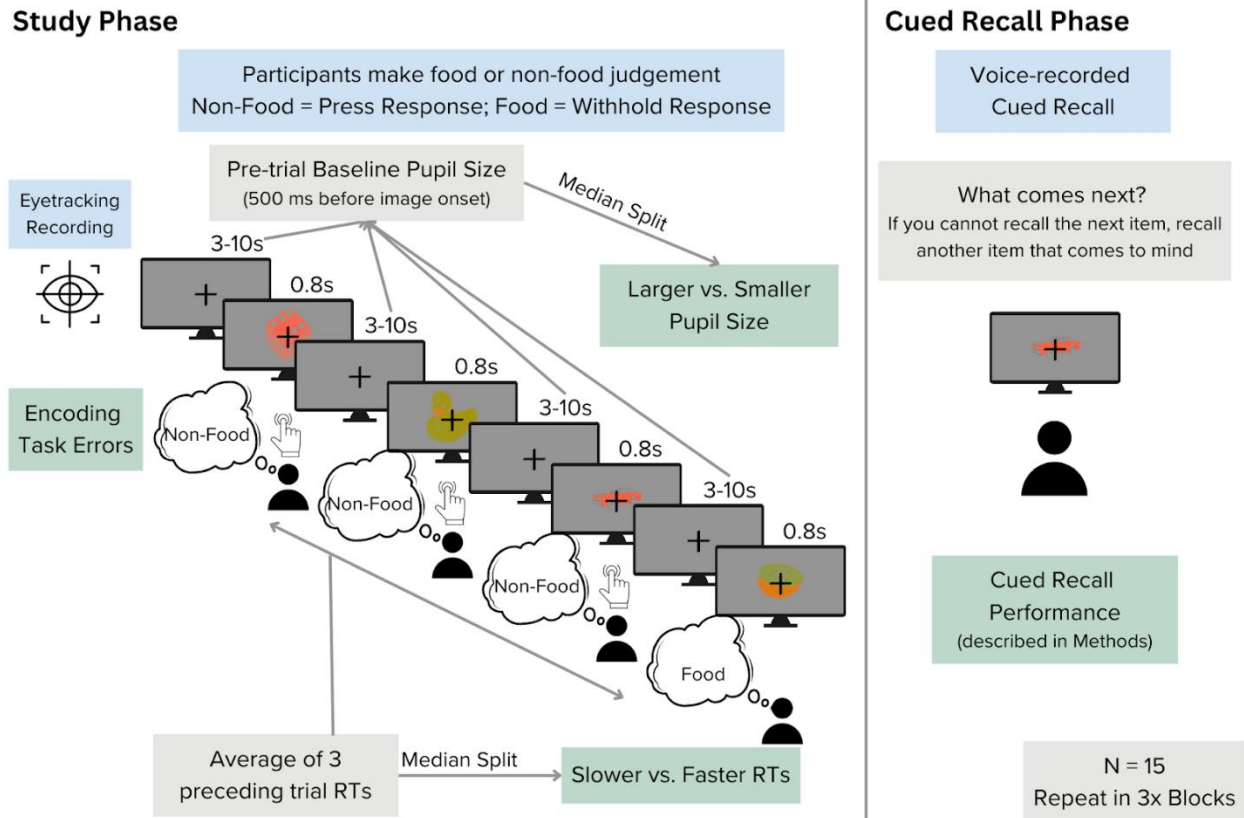 Study Phase
Participants make food or non-food judgement
Non-Food = Press Response; Food = Withhold Response
Pre-trial Baseline Pupil Size
(500 ms before image onset)
Median Split
Larger vs. Smaller
Pupil Size
Eyetracking
Recording
3-10s
0.8s
3-10s
0.8s
3-10s
0.8s
3-10s
0.8s
Encoding
Task Errors
Non-Food
Non-Food
Non-Food
Food
Average of 3
preceding trial RTs
Median Split
Slower vs. Faster RTs
Cued Recall Phase
Voice-recorded
Cued Recall
What comes next?
If you cannot recall the next item, recall
another item that comes to mind
Cued Recall
Performance
(described in Methods)
N = 15
Repeat in 3x Blocks